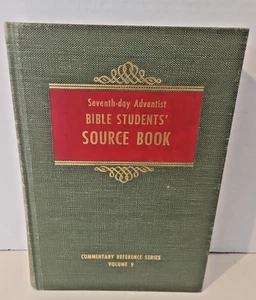 Seventh-day Adventist
BIBLE STUDENTS'
SOURCE BOOK
COMMENTARY REFERENCE SERIES
VOLUME 9